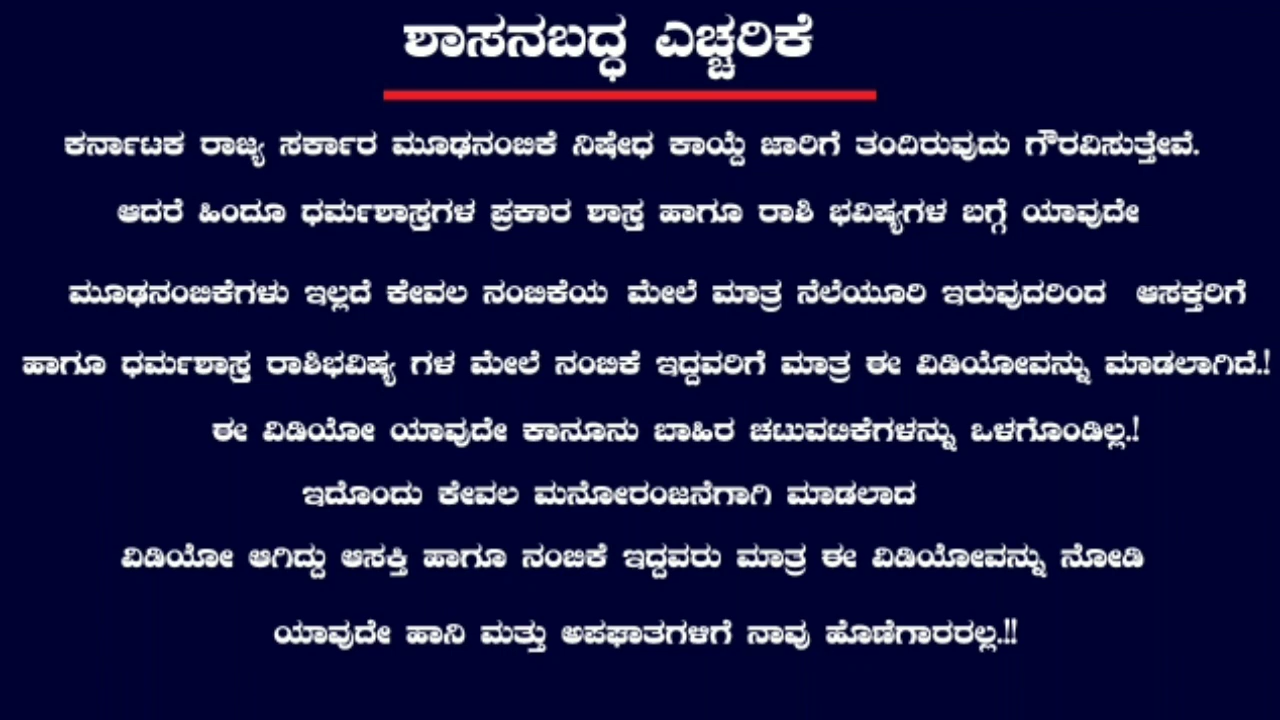 ಶಾಸನಬದ್ಧ ಎಚ್ಚರಿಕೆ
ಕರ್ನಾಟಕ ರಾಜ್ಯ ಸರ್ಕಾರ ಮೂಢನಂಬಿಕೆ ನಿಷೇಧ ಕಾಯ್ದೆ ಜಾರಿಗೆ ತಂದಿರುವುದು ಗೌರವಿಸುತ್ತೇವೆ.
ಆದರೆ ಹಿಂದೂ ಧರ್ಮಶಾಸ್ತ್ರಗಳ ಪ್ರಕಾರ ಶಾಸ್ತ್ರ ಹಾಗೂ ರಾಶಿ ಭವಿಷ್ಯಗಳ ಬಗ್ಗೆ ಯಾವುದೇ
ಮೂಢನಂಬಿಕೆಗಳು ಇಲ್ಲದೆ ಕೇವಲ ನಂಬಿಕೆಯ ಮೇಲೆ ಮಾತ್ರ ನೆಲೆಯೂರಿ ಇರುವುದರಿಂದ ಆಸಕ್ತರಿಗೆ
ಹಾಗೂ ಧರ್ಮಶಾಸ್ತ್ರ ರಾಶಿಭವಿಷ್ಯ ಗಳ ಮೇಲೆ ನಂಬಿಕೆ ಇದ್ದವರಿಗೆ ಮಾತ್ರ ಈ ವಿಡಿಯೋವನ್ನು ಮಾಡಲಾಗಿದೆ.!
ಈ ವಿಡಿಯೋ ಯಾವುದೇ ಕಾನೂನು ಬಾಹಿರ ಚಟುವಟಿಕೆಗಳನ್ನು ಒಳಗೊಂಡಿಲ್ಲ.!
ಇದೊಂದು ಕೇವಲ ಮನೋರಂಜನೆಗಾಗಿ ಮಾಡಲಾದ
ವಿಡಿಯೋ ಆಗಿದ್ದು ಆಸಕ್ತಿ ಹಾಗೂ ನಂಬಿಕೆ ಇದ್ದವರು ಮಾತ್ರ ಈ ವಿಡಿಯೋವನ್ನು ನೋಡಿ
ಯಾವುದೇ ಹಾನಿ ಮತ್ತು ಅಪಘಾತಗಳಿಗೆ ನಾವು ಹೊಣೆಗಾರರಲ್ಲ.!!